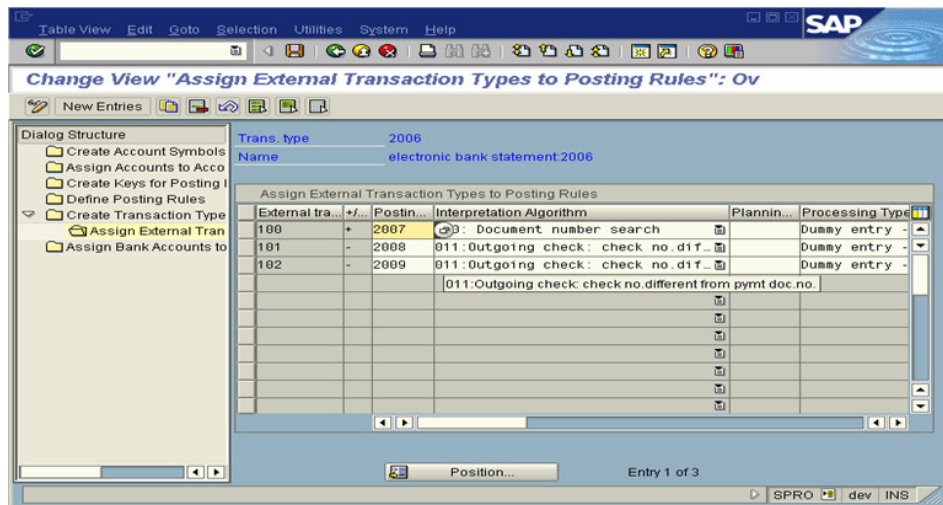 Table View Edit Goto Selection Utilities System Help
SAP
Change View "Assign External Transaction Types to Posting Rules": Ov
New Entries
Dialog Structure
Create Account Symbols
Assign Accounts to Acco
Create Keys for Posting I
Define Posting Rules
Create Transaction Type
Assign External Tran
Assign Bank Accounts to
Trans. type 2006
Name electronic bank statement:2006
Assign External Transaction Types to Posting Rules
External tra... +/... Postin... Interpretation Algorithm Plannin... Processing Type
100 + 2007 : Document number search Dummy entry -
101 - 2008 011:Outgoing check: check no.dif… Dummy entry -
102 - 2009 011:Outgoing check: check no.dif… Dummy entry -
011:Outgoing check: check no.different from pymt doc.no.
Position... Entry 1 of 3
SPRO dev INS